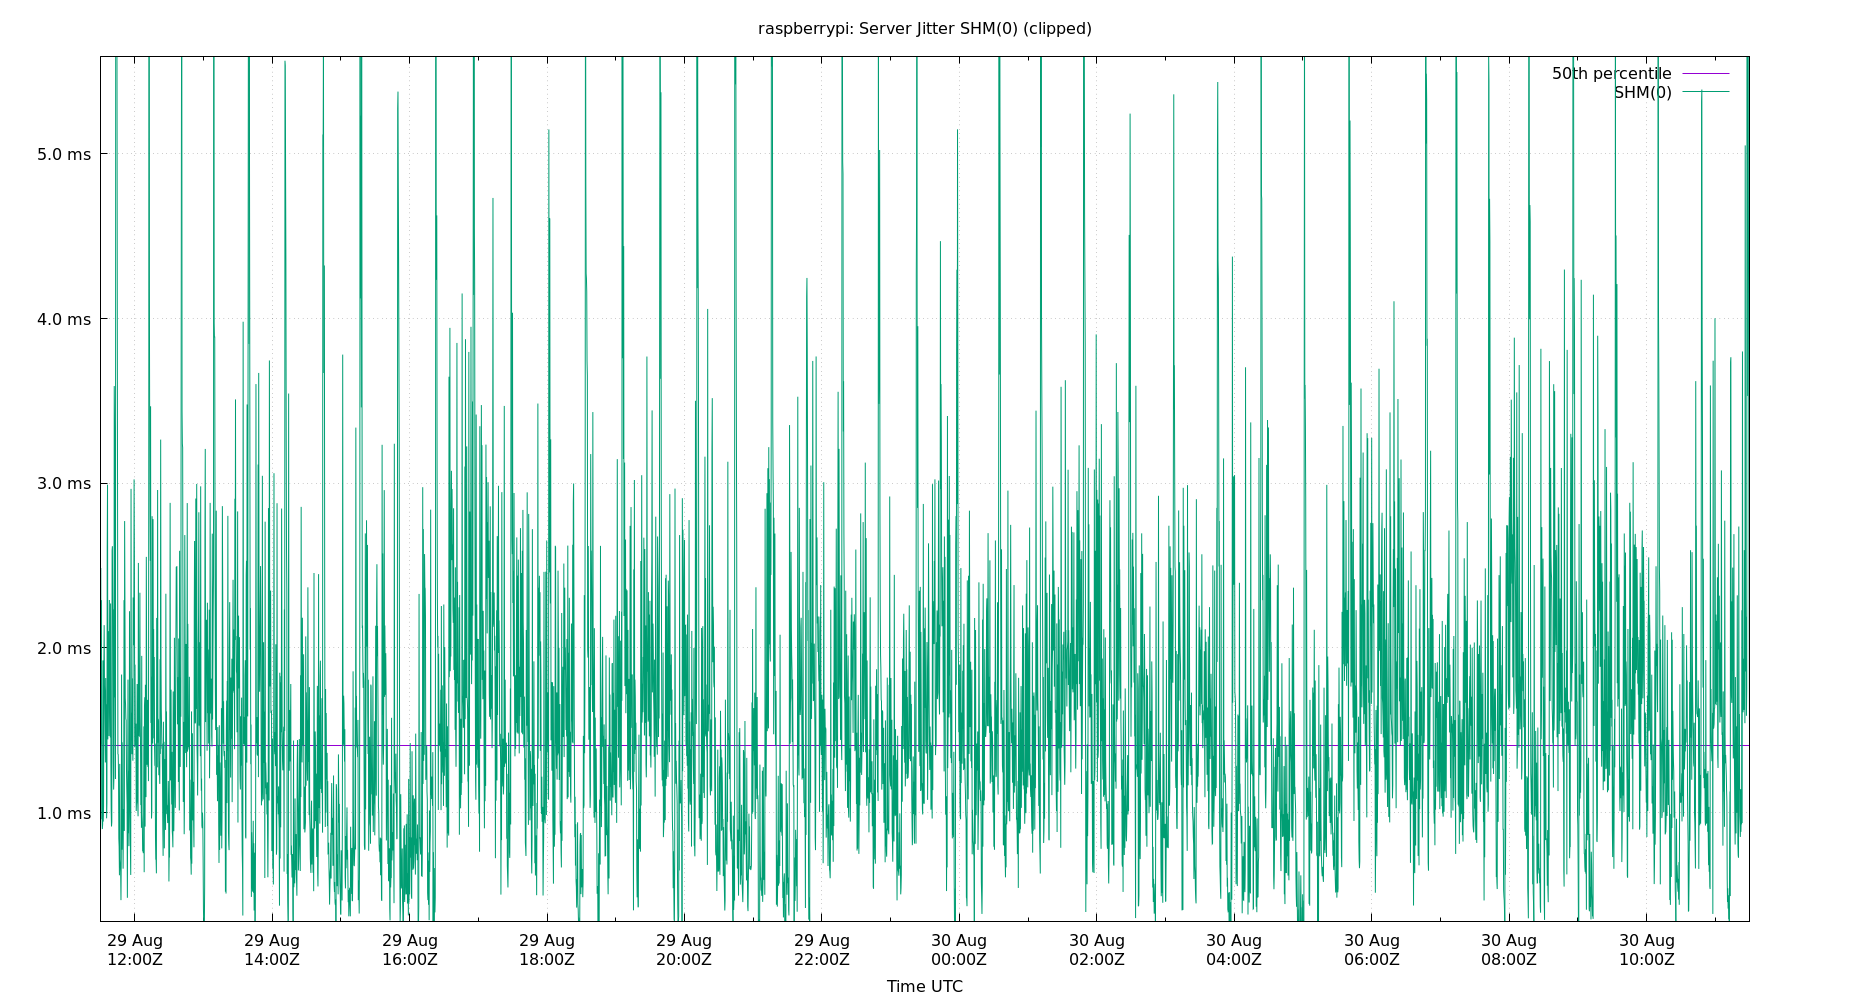 raspberrypi: Server Jitter SHM(0) (clipped)
50th percentile
SHM(0)
5.0 ms
4.0 ms
3.0 ms
2.0 ms
1.0 ms
29 Aug 29 Aug 29 Aug 29 Aug 29 Aug 29 Aug 30 Aug 30 Aug 30 Aug 30 Aug 30 Aug 30 Aug
12:00Z 14:00Z 16:00Z 18:00Z 20:00Z 22:00Z 00:00Z 02:00Z 04:00Z 06:00Z 08:00Z 10:00Z
Time UTC